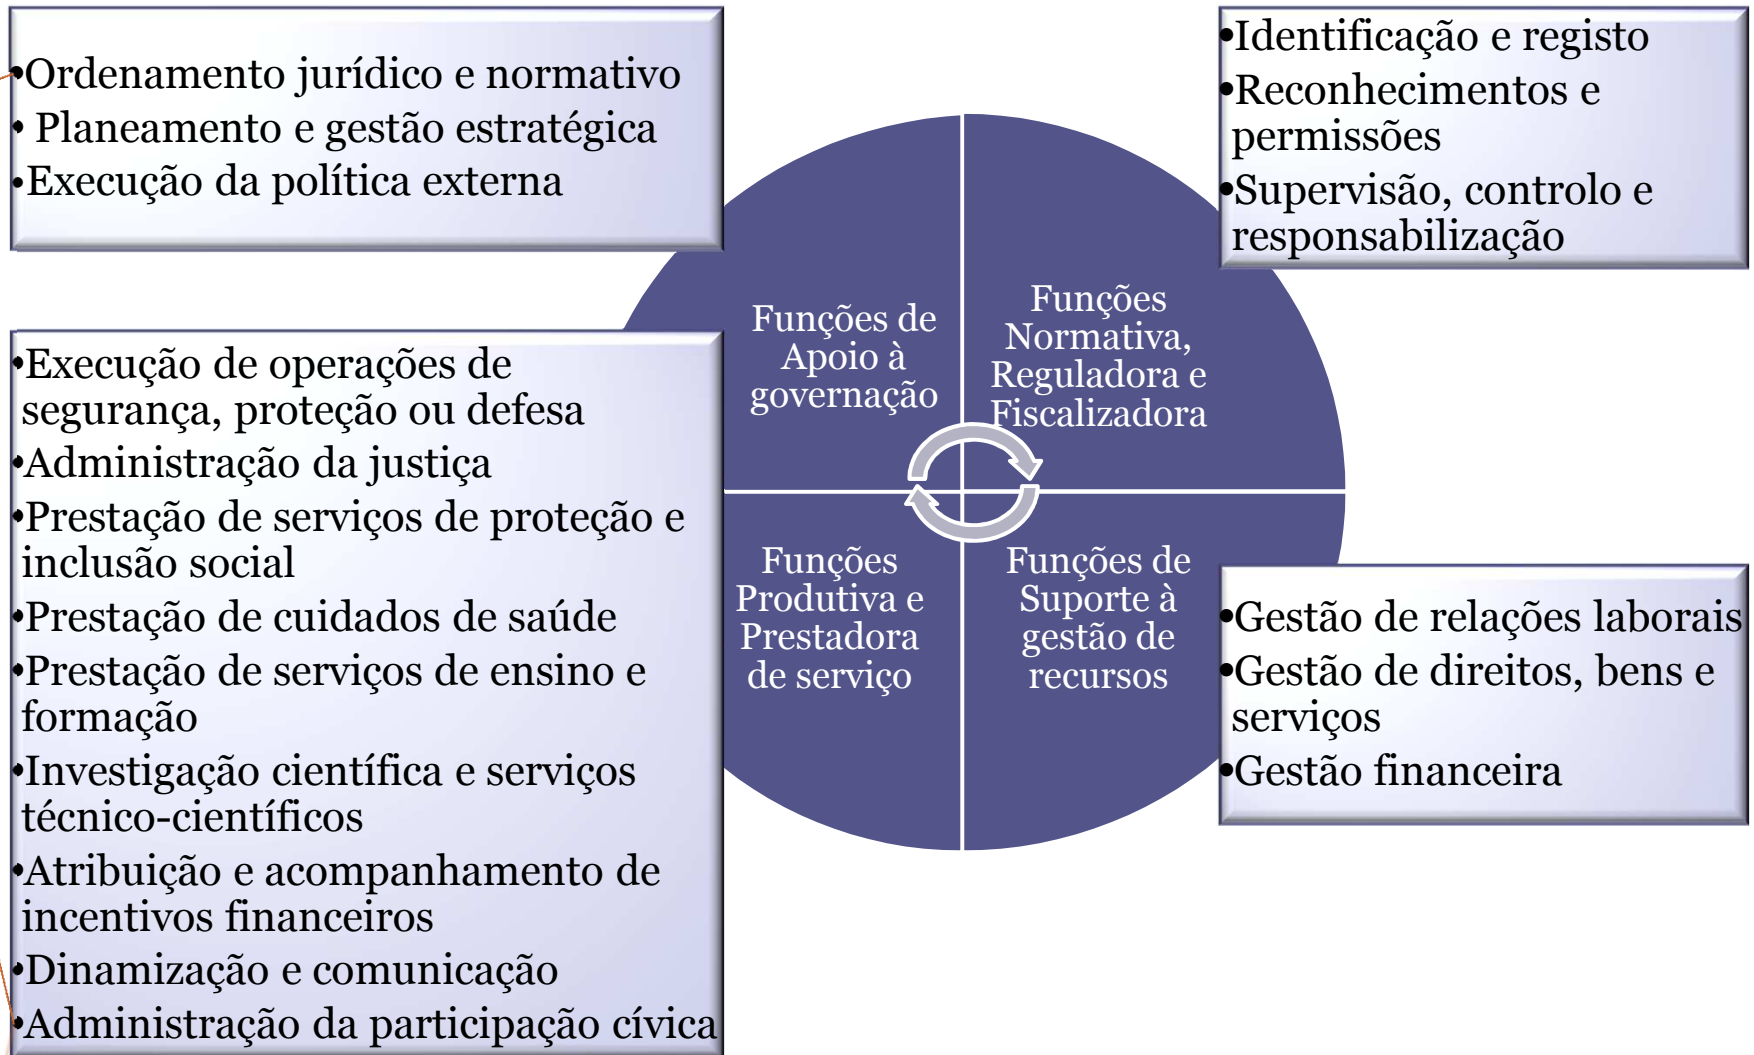 •Ordenamento jurídico e normativo
• Planeamento e gestão estratégica
•Execução da política externa
•Identificação e registo
•Reconhecimentos e
permissões
•Supervisão, controlo e
responsabilização
Funções de
Apoio à
governação
Funções
Normativa,
Reguladora e
Fiscalizadora
•Execução de operações de
segurança, proteção ou defesa
•Administração da justiça
•Prestação de serviços de proteção e
inclusão social
•Prestação de cuidados de saúde
•Prestação de serviços de ensino e
formação
•Investigação científica e serviços
técnico-científicos
•Atribuição e acompanhamento de
incentivos financeiros
•Dinamização e comunicação
•Administração da participação cívica
Funções
Produtiva e
Prestadora
de serviço
Funções de
Suporte à
gestão de
recursos
•Gestão de relações laborais
•Gestão de direitos, bens e
serviços
•Gestão financeira